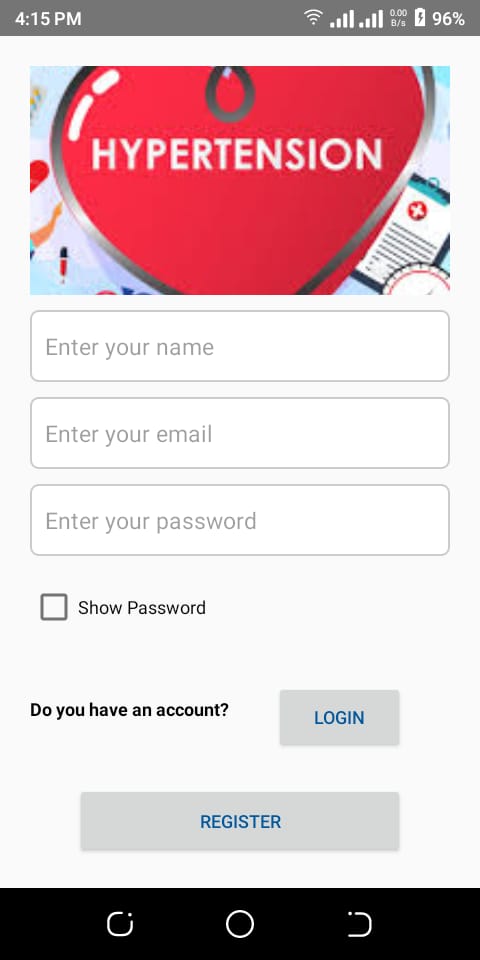 4:15 PM
0.00
B/s
96%
HYPERTENSION
Enter your name
Enter your email
Enter your password
Show Password
Do you have an account?
LOGIN
REGISTER